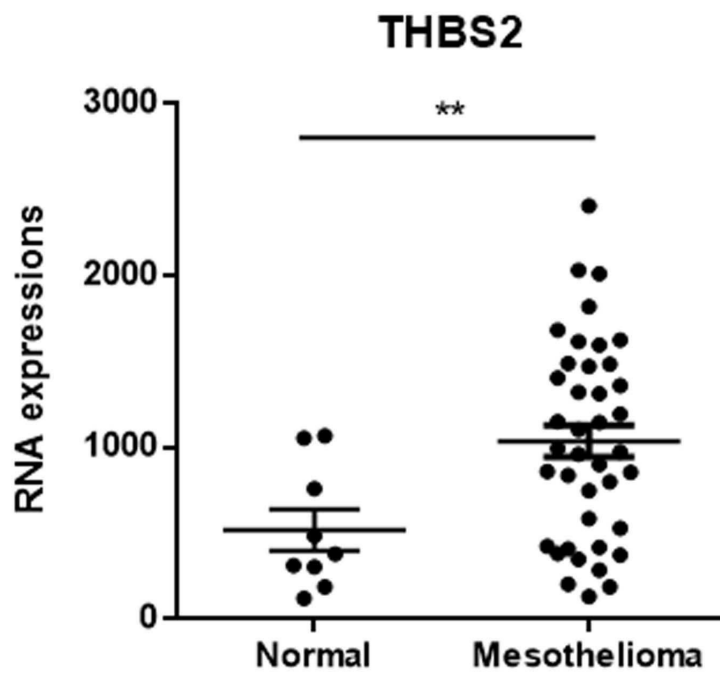 THBS2
3000
**
2000
1000
0
RNA expressions
Normal
Mesothelioma